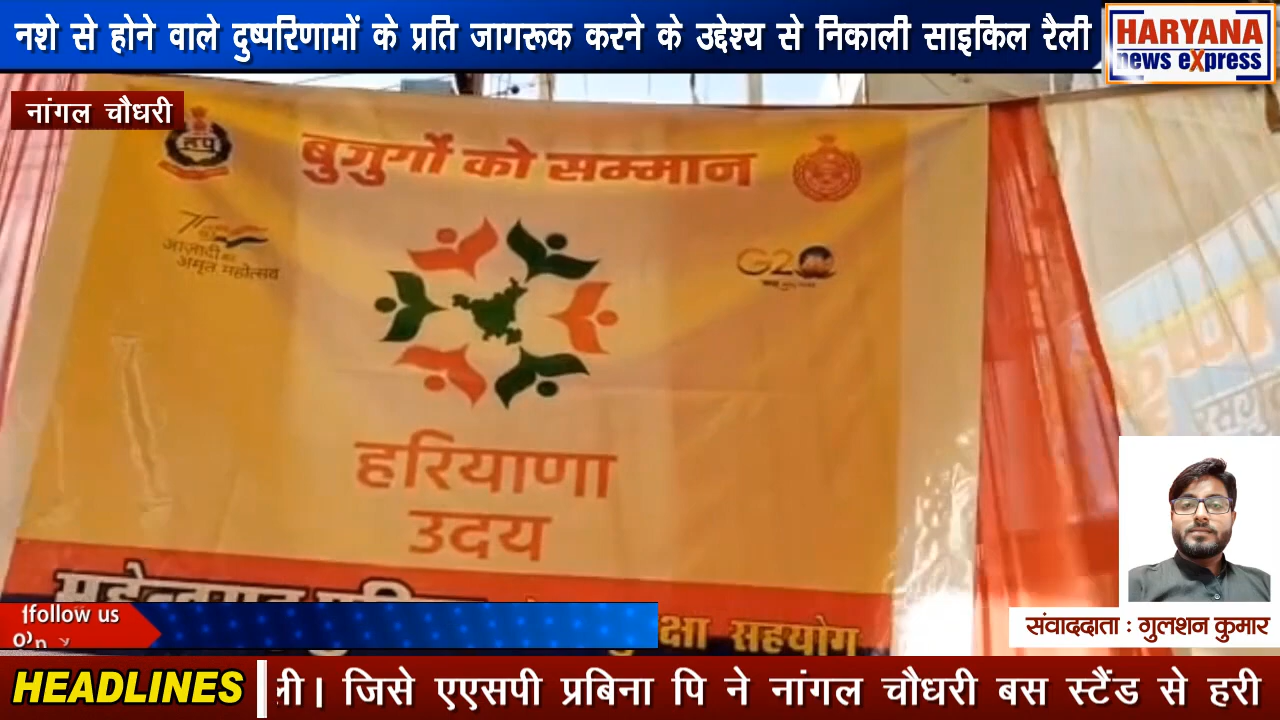 नशे से होने वाले दुष्परिणामों के प्रति जागरूक करने के उद्देश्य से निकाली साइकिल रैली
HARYANA
news eXpress
नांगल चौधरी
बुजुर्गो को सम्मान
आज़ादी का
अमृत महोत्सव
G20
हरियाणा
उदय
सहयोग
follow us
संवाददाता : गुलशन कुमार
HEADLINES
ली। जिसे एएसपी प्रबिना पि ने नांगल चौधरी बस स्टैंड से हरी